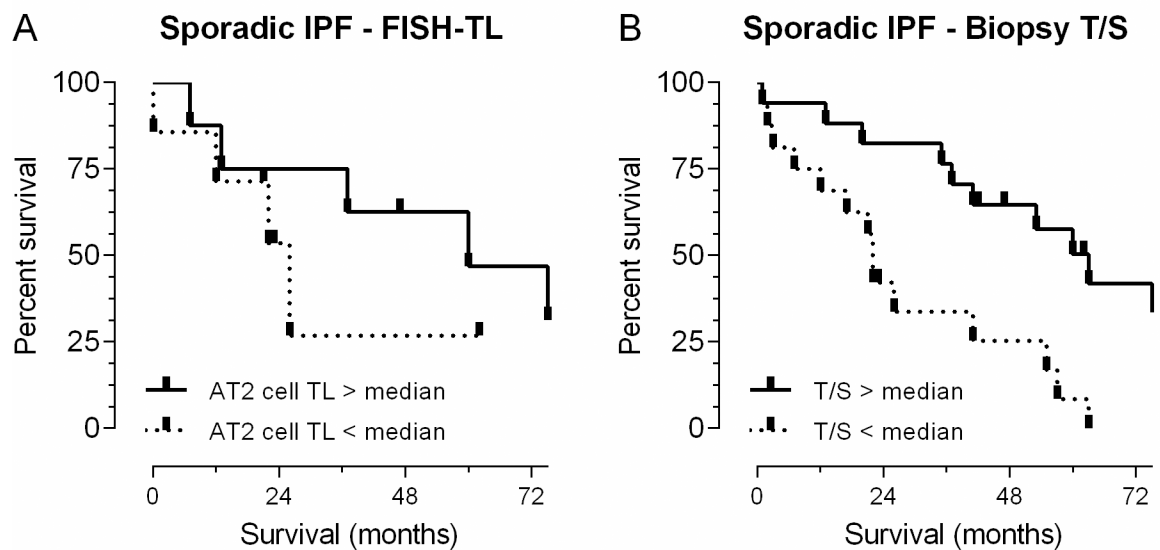 A Sporadic IPF - FISH-TL
Percent survival
100
75
50
25
0
AT2 cell TL > median
AT2 cell TL < median
0 24 48 72
Survival (months)
B Sporadic IPF - Biopsy T/S
Percent survival
100
75
50
25
0
T/S > median
T/S < median
0 24 48 72
Survival (months)